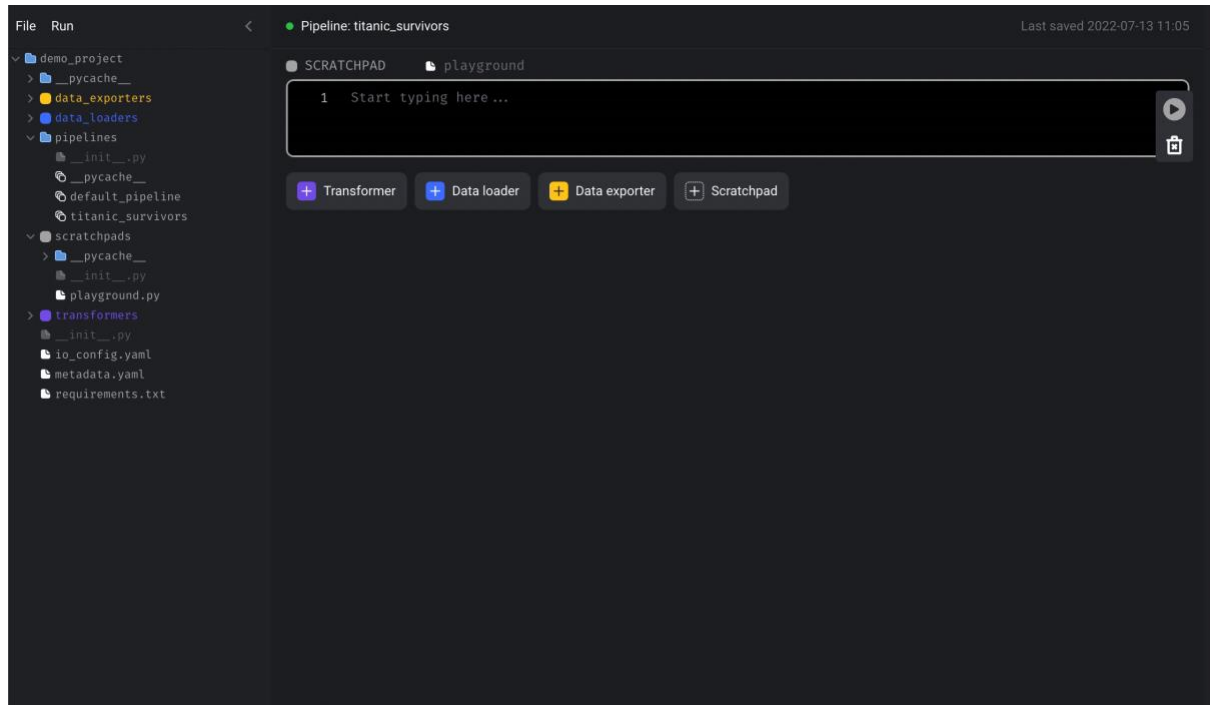 File Run
Pipeline: titanic_survivors
Last saved 2022-07-13 11:05
demo_project
__pycache__
data_exporters
data_loaders
pipelines
__init__.py
__pycache__
default_pipeline
titanic_survivors
scratchpads
__pycache__
__init__.py
playground.py
transformers
__init__.py
io_config.yaml
metadata.yaml
requirements.txt
SCRATCHPAD playground
1 Start typing here...
+ Transformer + Data loader + Data exporter + Scratchpad